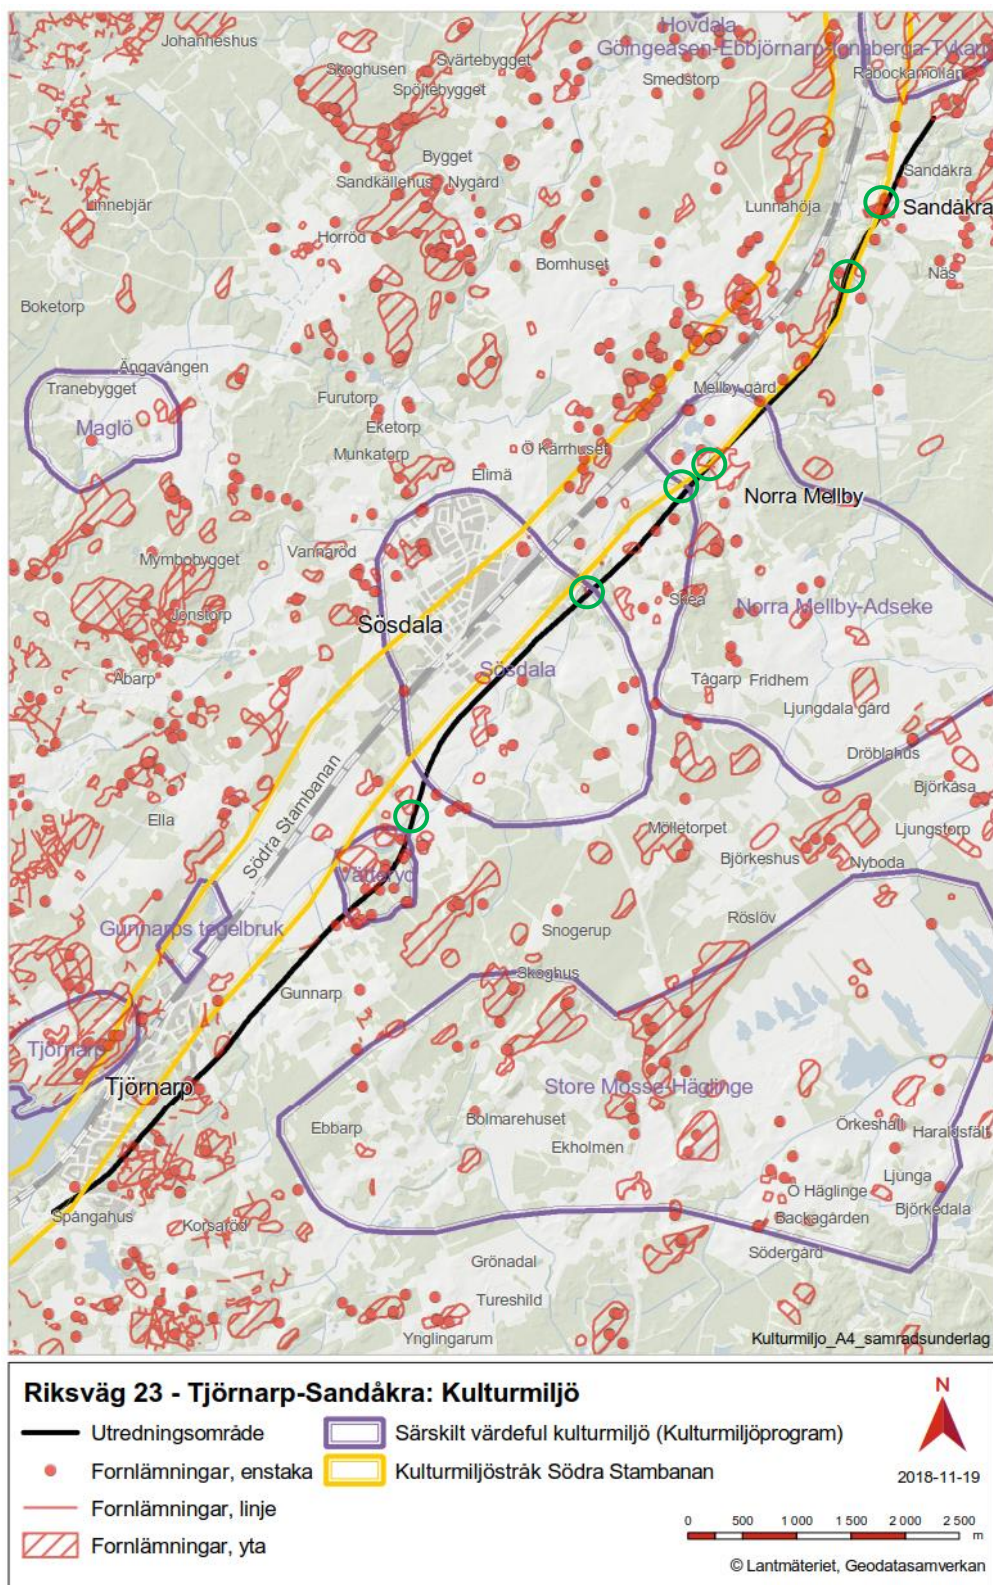 Hovdala
Göingeåsen-Ebbjörnarp-Ignaberga-Tykarp
Johanneshus
Svärtebygget
Skoghusen
Spöjtebygget
Smedstorp
Råbockamöllan
Bygget
Sandkällehus
Nygård
Sandåkra
Linnebjär
Lunnahöja
Sandåkra
Horröd
Bomhuset
Näs
Boketorp
Ängavången
Tranebygget
Furutorp
Mellby gård
Maglö
Eketorp
Munkatorp
Ö Kärrhuset
Elimä
Norra Mellby
Vannaröd
Mymbobygget
Jonstorp
Skea
Norra Mellby-Adseke
Sösdala
Sösdala
Åbarp
Tågarp
Fridhem
Ljungdala gård
Dröblahus
Södra Stambanan
Björkåsa
Ella
Mölletorpet
Ljungstorp
Björkeshus
Nyboda
Vätteryd
Röslöv
Gunnarps tegelbruk
Snogerup
Skoghus
Gunnarp
Tjörnarp
Tjörnarp
Store Mosse-Häglinge
Bolmarehuset
Ebbarp
Örkeshall
Haraldsfält
Ekholmen
Ljunga
Ö Häglinge
Björkedala
Spångahus
Korsaröd
Backagården
Södergård
Grönadal
Tureshild
Ynglingarum
Kulturmiljo_A4_samradsunderlag
Riksväg 23 - Tjörnarp-Sandåkra: Kulturmiljö
Utredningsområde
Särskilt värdeful kulturmiljö (Kulturmiljöprogram)
Fornlämningar, enstaka
Kulturmiljöstråk Södra Stambanan
Fornlämningar, linje
Fornlämningar, yta
N
2018-11-19
0 500 1 000 1 500 2 000 2 500
m
© Lantmäteriet, Geodatasamverkan